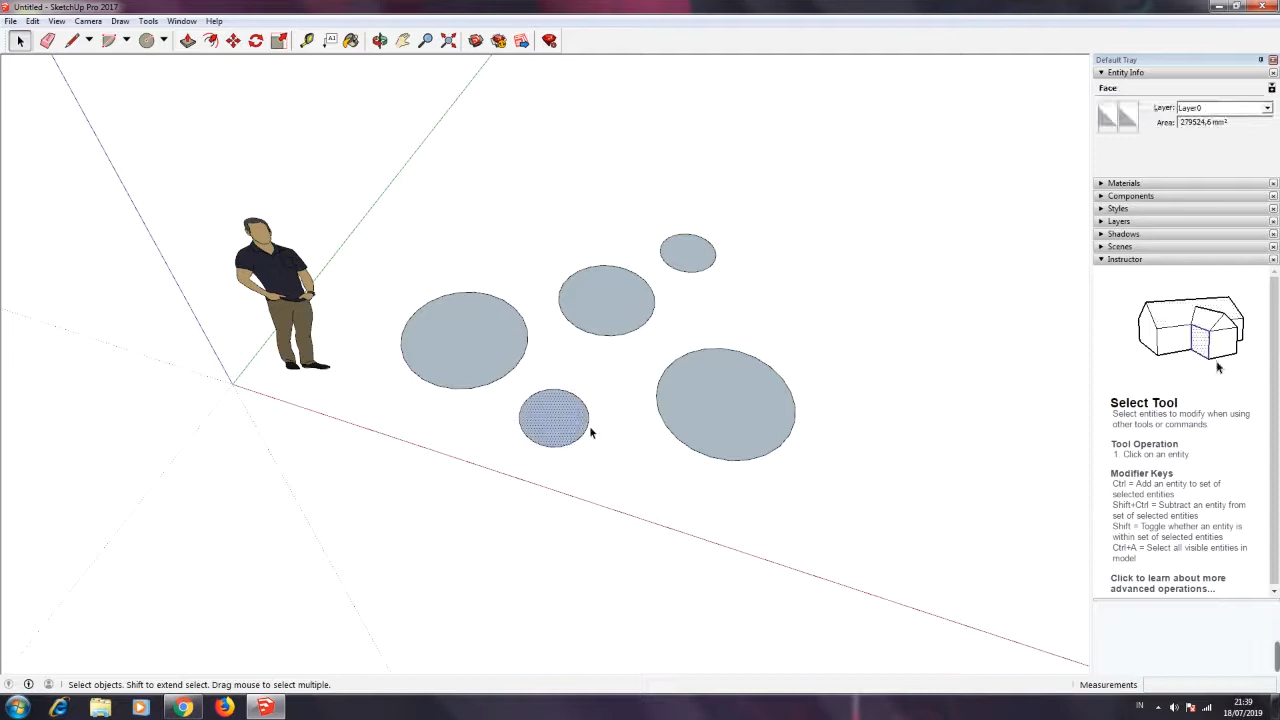 Untitled - SketchUp Pro 2017
File Edit View Camera Draw Tools Window Help
A1
Default Tray
Entity Info
Face
Layer: Layer0
Area: 279524,6 mm²
Materials
Components
Styles
Layers
Shadows
Scenes
Instructor
Select Tool
Select entities to modify when using
other tools or commands
Tool Operation
1. Click on an entity
Modifier Keys
Ctrl = Add an entity to set of
selected entities
Shift+Ctrl = Subtract an entity from
set of selected entities
Shift = Toggle whether an entity is
within set of selected entities
Ctrl+A = Select all visible entities in
model
Click to learn about more
advanced operations...
Select objects. Shift to extend select. Drag mouse to select multiple.
Measurements
IN
21:39
18/07/2019